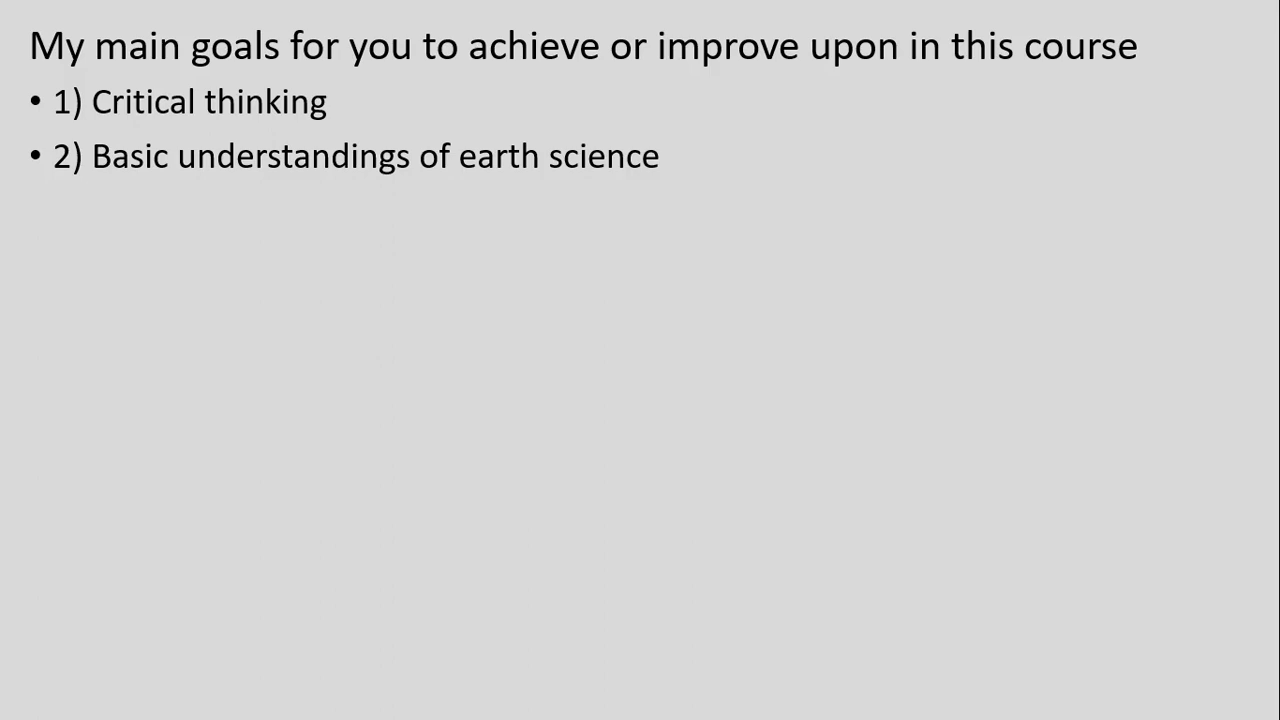 My main goals for you to achieve or improve upon in this course
• 1) Critical thinking
• 2) Basic understandings of earth science